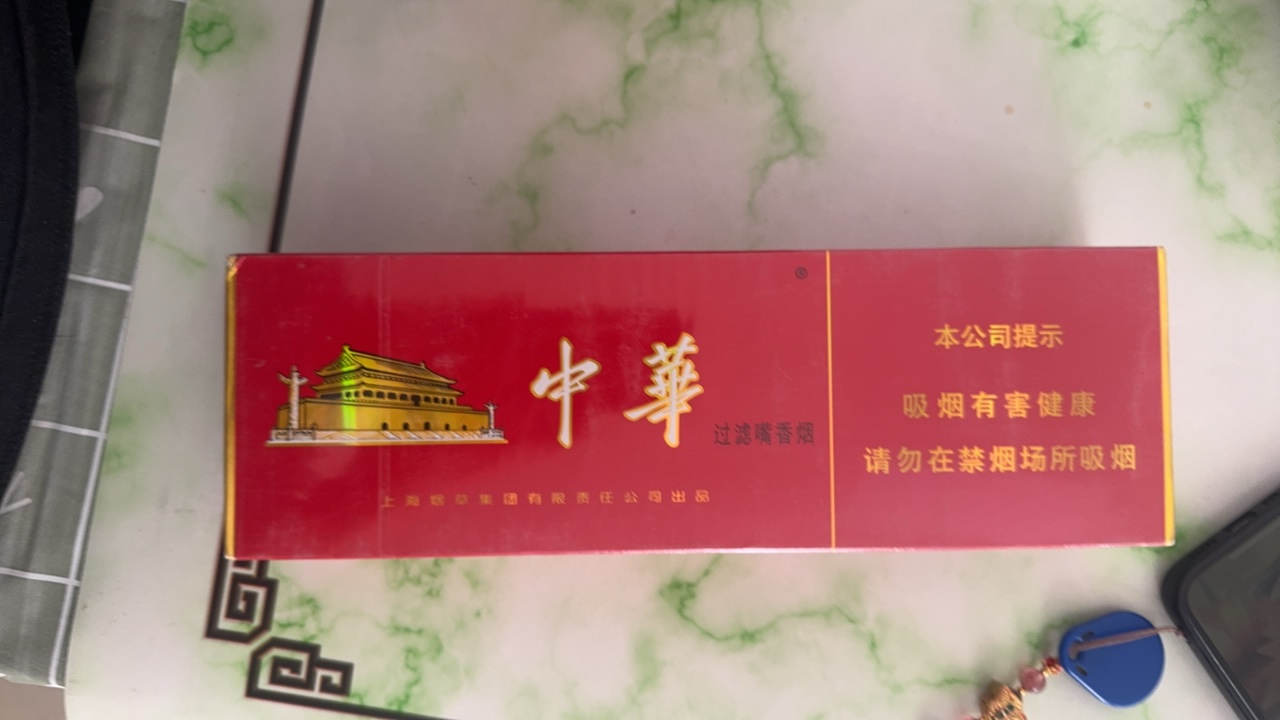 ®
中華
过滤嘴香烟
上海烟草集团有限责任公司出品
本公司提示
吸烟有害健康
请勿在禁烟场所吸烟